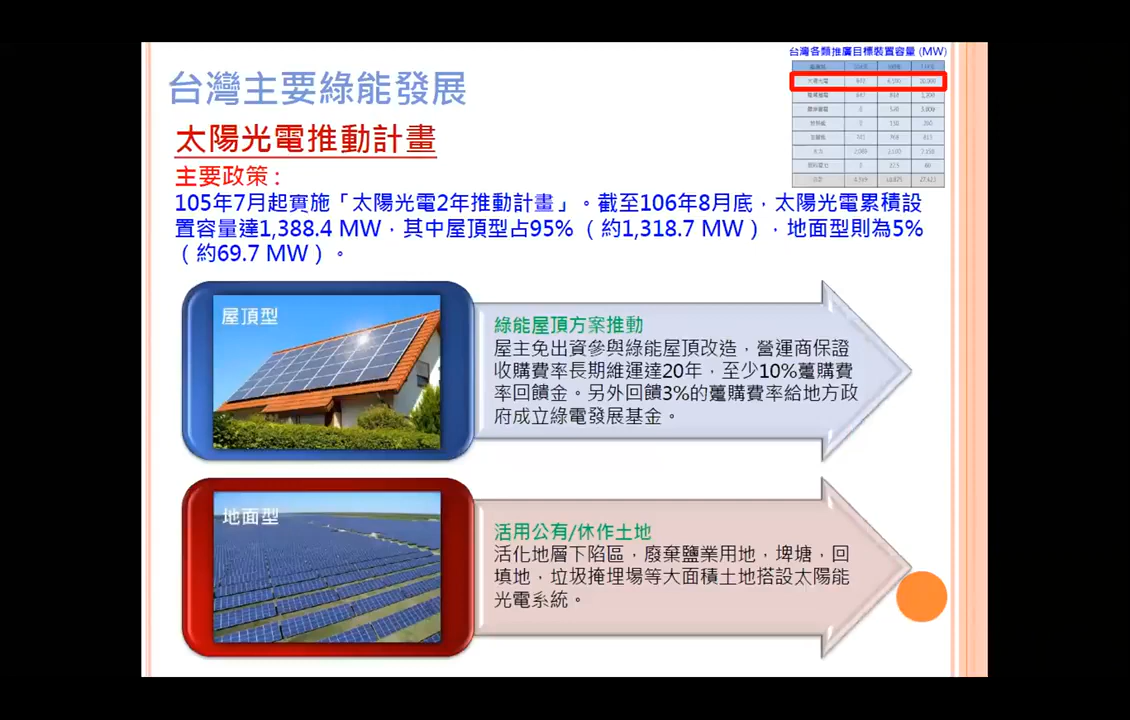 台灣各類推廣目標裝置容量 (MW)
台灣主要綠能發展
太陽光電推動計畫
主要政策：
105年7月起實施「太陽光電2年推動計畫」。截至106年8月底，太陽光電累積設
置容量達1,388.4 MW，其中屋頂型占95%（約1,318.7 MW），地面型則為5%
（約69.7 MW）。
屋頂型
綠能屋頂方案推動
屋主免出資參與綠能屋頂改造，營運商保證
收購費率長期維運達20年，至少10%躉購費
率回饋金。另外回饋3%的躉購費率給地方政
府成立綠電發展基金。
地面型
活用公有/休作土地
活化地層下陷區，廢棄鹽業用地，埤塘，回
填地，垃圾掩埋場等大面積土地搭設太陽能
光電系統。